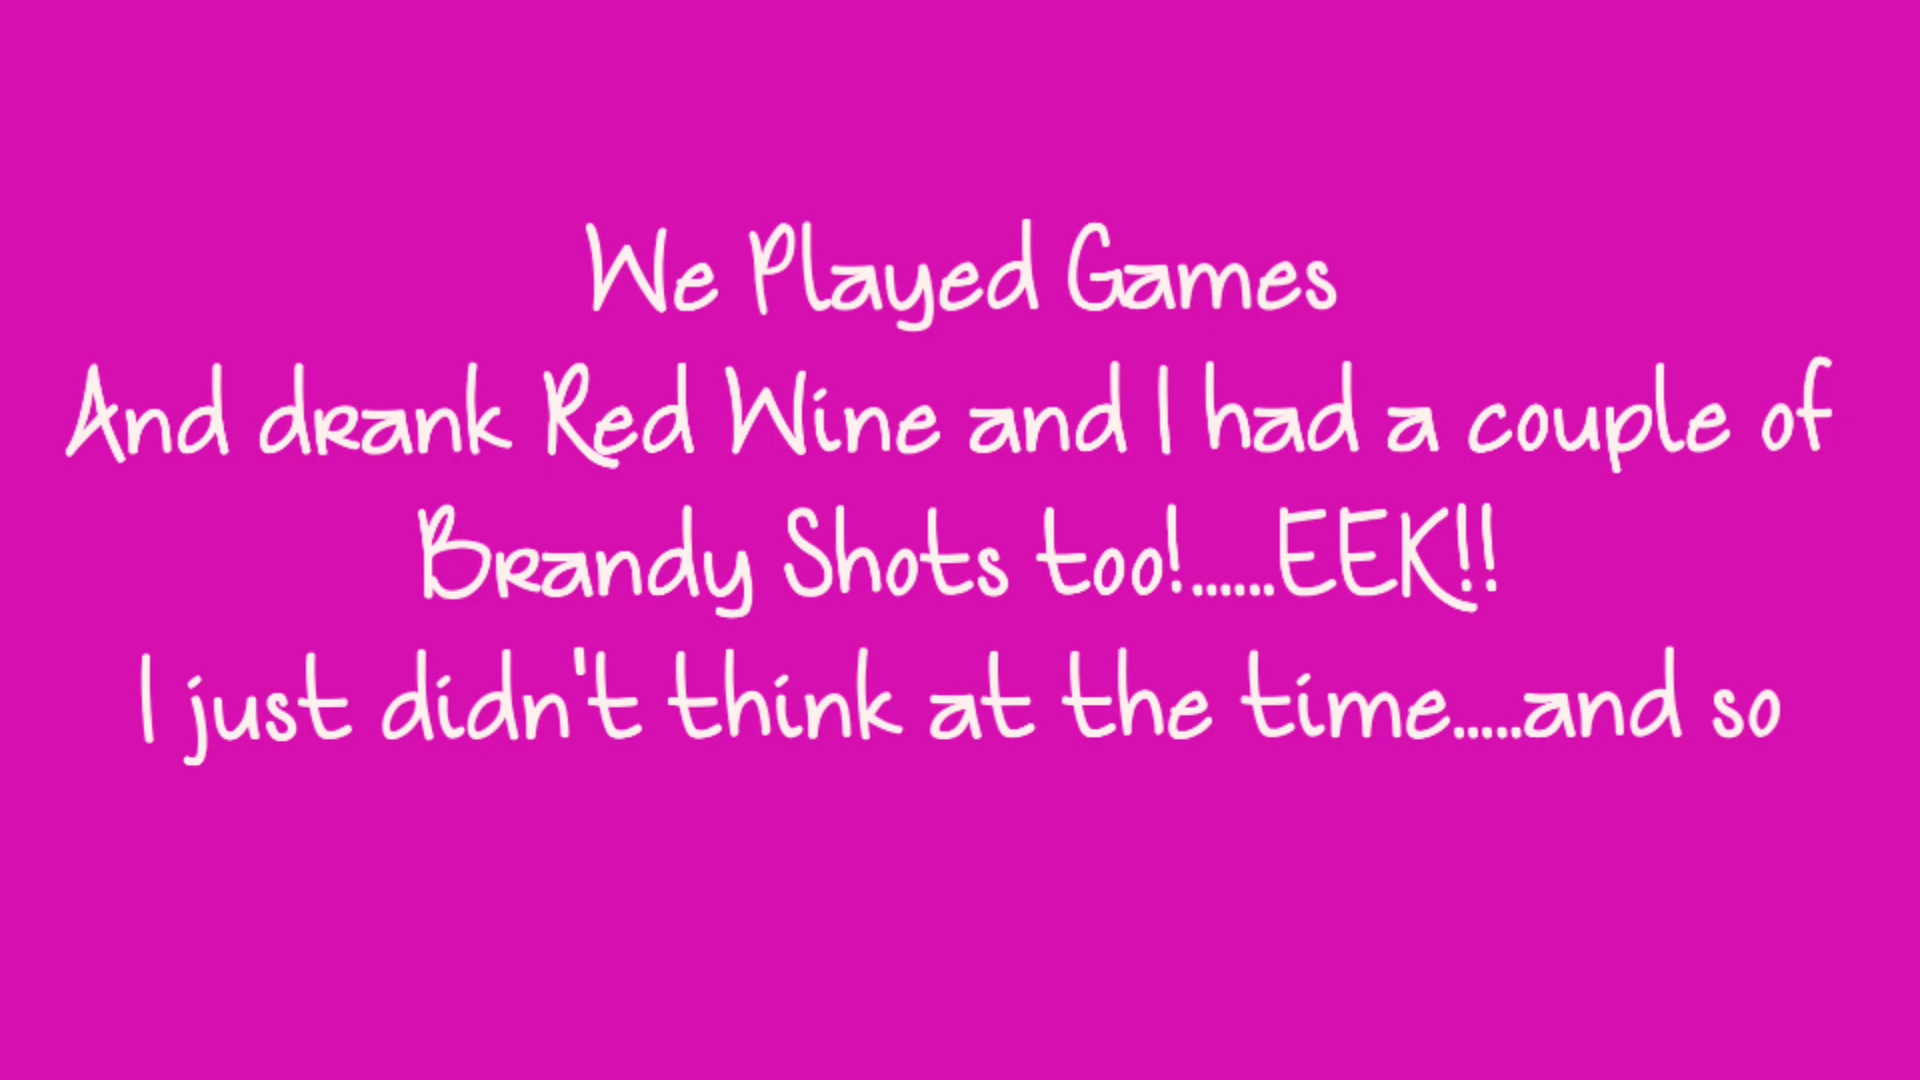 We Played Games
And drank Red Wine and I had a couple of
Brandy Shots too!......EEK!!
I just didn't think at the time.....and so